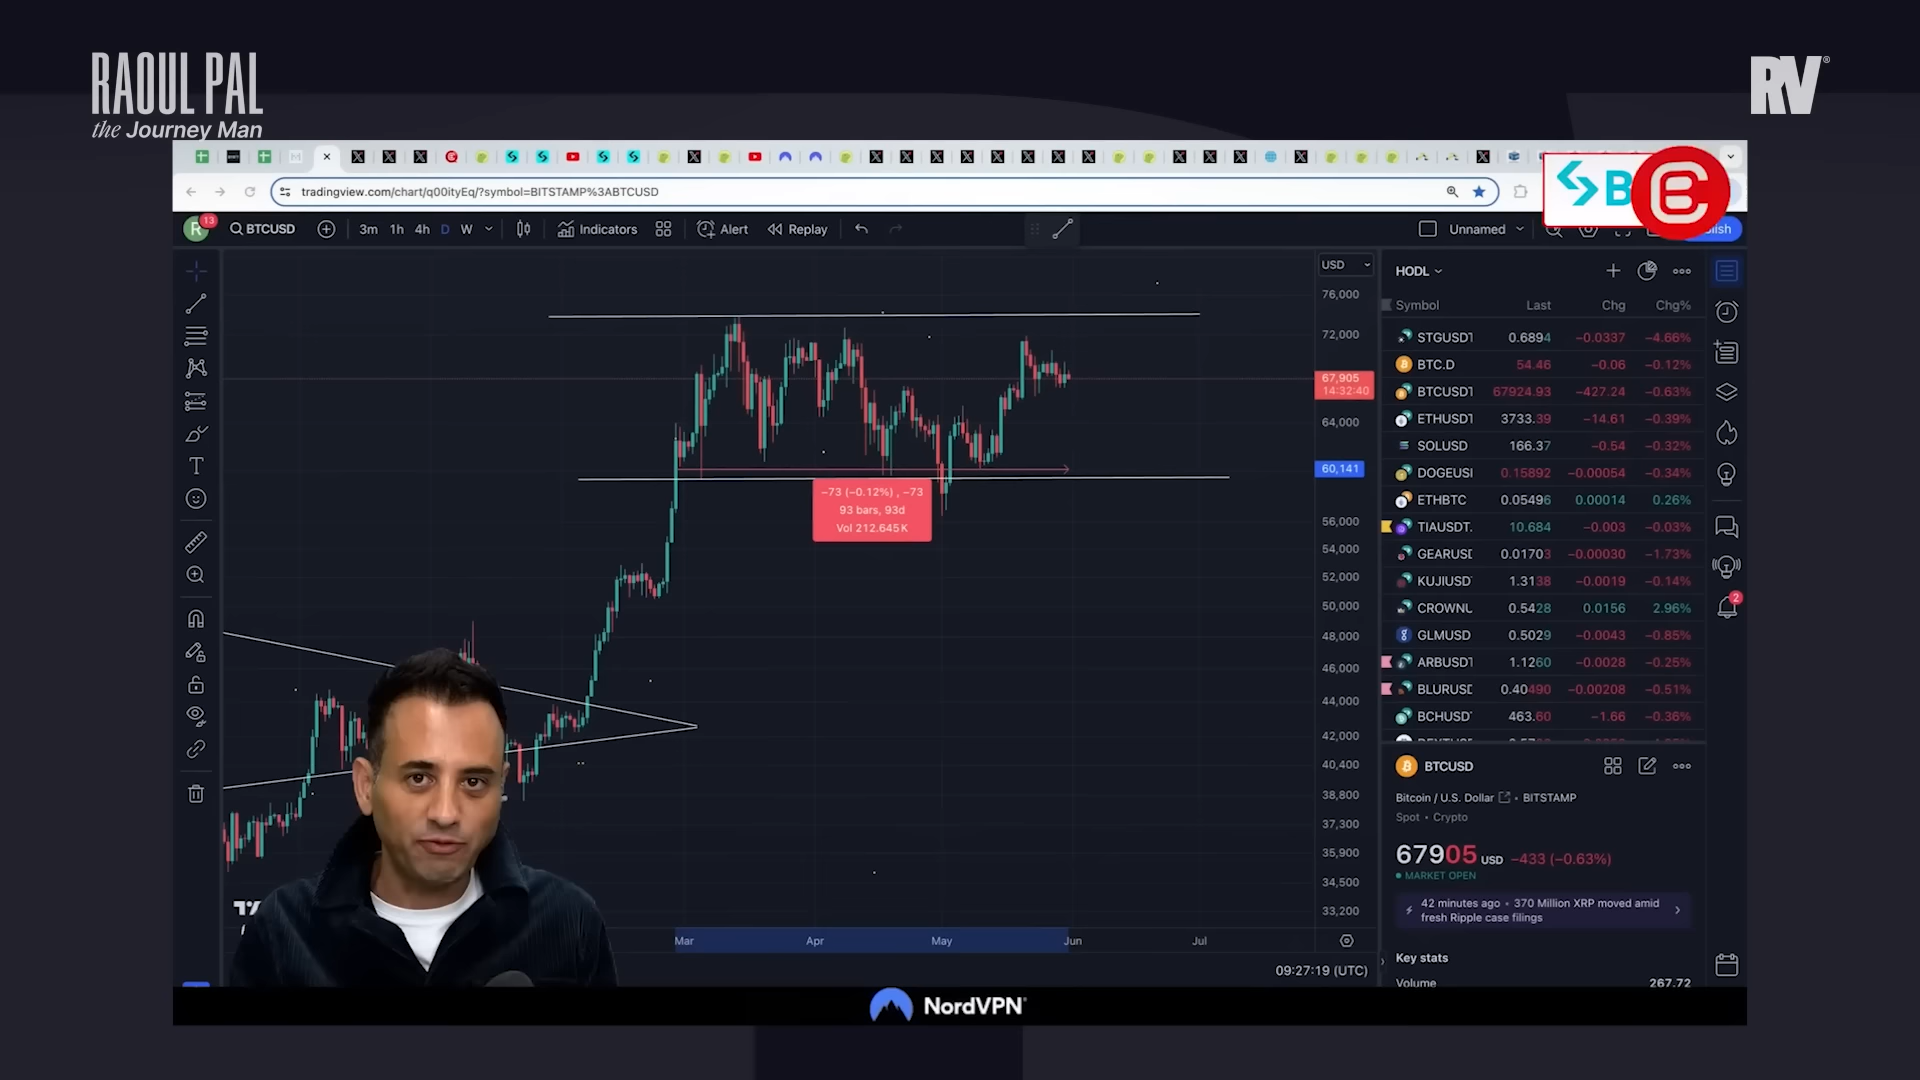 RAOUL PAL
the Journey Man
RV®
tradingview.com/chart/q00ityEq/?symbol=BITSTAMP%3ABTCUSD
R
13
BTCUSD
3m 1h 4h D W
Indicators
Alert
Replay
Unnamed
lish
USD
76,000
72,000
67,905
14:32:40
64,000
60,141
56,000
54,000
52,000
50,000
48,000
46,000
44,000
42,000
40,400
38,800
37,300
35,900
34,500
33,200
−73 (−0.12%) , −73
93 bars, 93d
Vol 212.645K
Mar Apr May Jun Jul
09:27:19 (UTC)
HODL
Symbol Last Chg Chg%
STGUSDT 0.6894 −0.0337 −4.66%
BTC.D 54.46 −0.06 −0.12%
BTCUSDT 67924.93 −427.24 −0.63%
ETHUSDT 3733.39 −14.61 −0.39%
SOLUSD 166.37 −0.54 −0.32%
DOGEUSI 0.15892 −0.00054 −0.34%
ETHBTC 0.05496 0.00014 0.26%
TIAUSDT. 10.684 −0.003 −0.03%
GEARUSD 0.01703 −0.00030 −1.73%
KUJIUSD 1.3138 −0.0019 −0.14%
CROWNU 0.5428 0.0156 2.96%
GLMUSD 0.5029 −0.0043 −0.85%
ARBUSDT 1.1260 −0.0028 −0.25%
BLURUSD 0.40490 −0.00208 −0.51%
BCHUSD 463.60 −1.66 −0.36%
2
BTCUSD
Bitcoin / U.S. Dollar • BITSTAMP
Spot • Crypto
67905 USD −433 (−0.63%)
MARKET OPEN
42 minutes ago • 370 Million XRP moved amid
fresh Ripple case filings
Key stats
Volume 267.72
NordVPN®